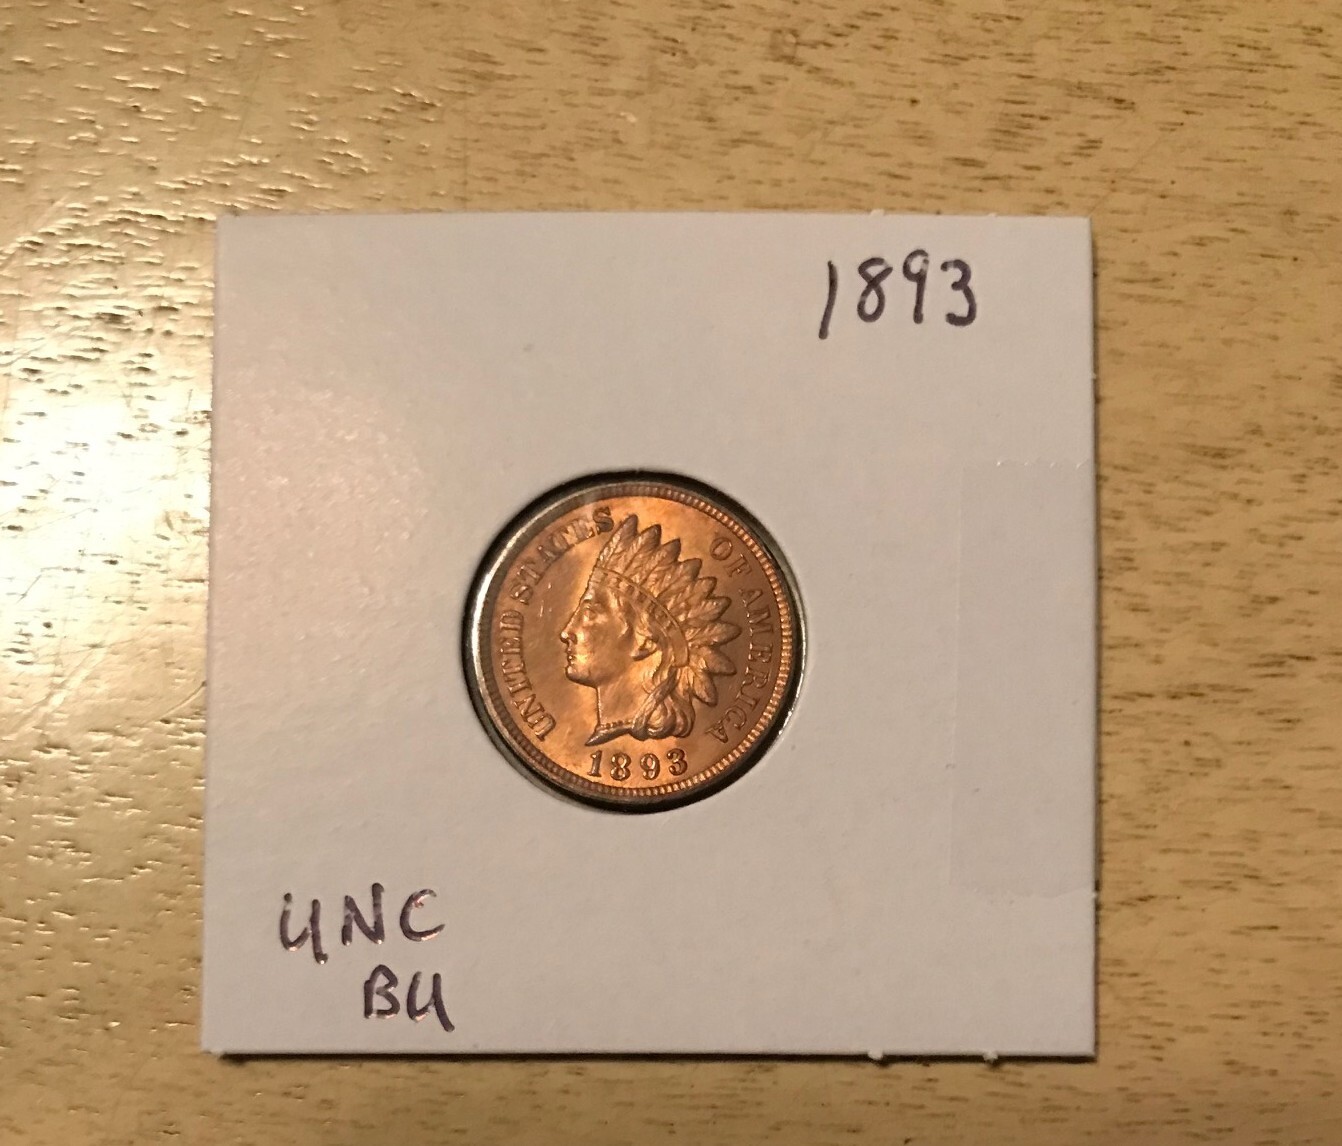 1893
UNITED STATES OF AMERICA
1893
UNC
BU